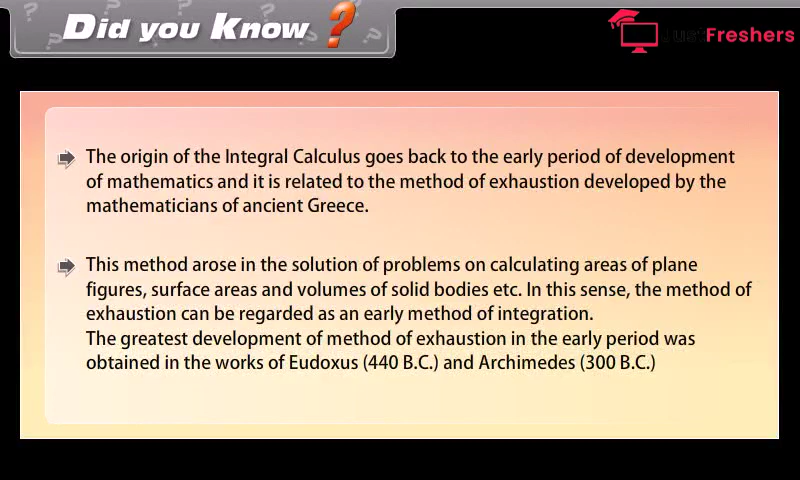 Did you Know ?
Just Freshers
The origin of the Integral Calculus goes back to the early period of development
of mathematics and it is related to the method of exhaustion developed by the
mathematicians of ancient Greece.
This method arose in the solution of problems on calculating areas of plane
figures, surface areas and volumes of solid bodies etc. In this sense, the method of
exhaustion can be regarded as an early method of integration.
The greatest development of method of exhaustion in the early period was
obtained in the works of Eudoxus (440 B.C.) and Archimedes (300 B.C.)